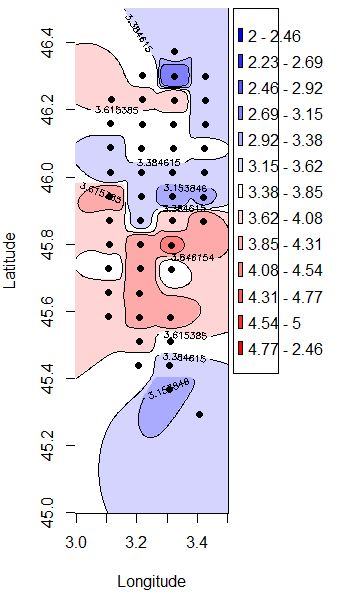 46.4
46.2
46.0
45.8
45.6
45.4
45.2
45.0
Latitude
3.0
3.2
3.4
Longitude
3.384615
3.615385
3.384615
3.153846
3.615385
3.384615
3.846154
3.615385
3.384615
3.153846
2 - 2.46
2.23 - 2.69
2.46 - 2.92
2.69 - 3.15
2.92 - 3.38
3.15 - 3.62
3.38 - 3.85
3.62 - 4.08
3.85 - 4.31
4.08 - 4.54
4.31 - 4.77
4.54 - 5
4.77 - 2.46